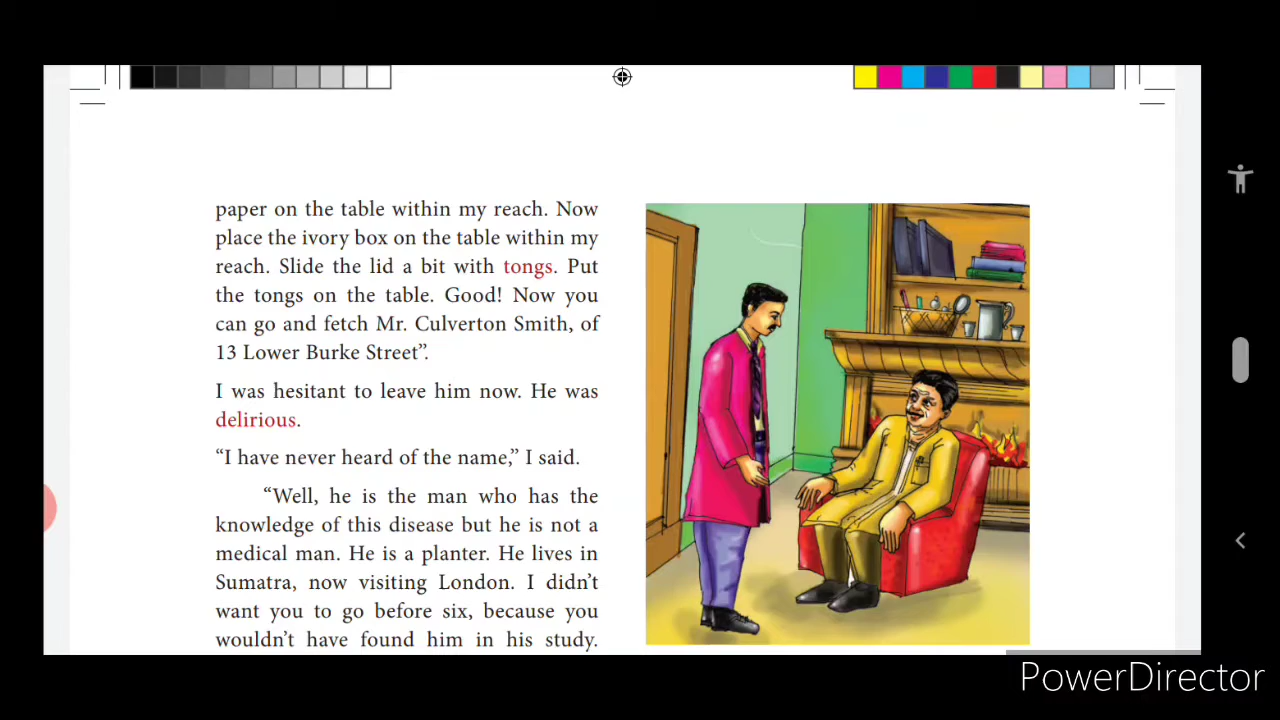 paper on the table within my reach. Now
place the ivory box on the table within my
reach. Slide the lid a bit with tongs. Put
the tongs on the table. Good! Now you
can go and fetch Mr. Culverton Smith, of
13 Lower Burke Street”.
I was hesitant to leave him now. He was
delirious.
“I have never heard of the name,” I said.
“Well, he is the man who has the
knowledge of this disease but he is not a
medical man. He is a planter. He lives in
Sumatra, now visiting London. I didn’t
want you to go before six, because you
wouldn’t have found him in his study.
PowerDirector